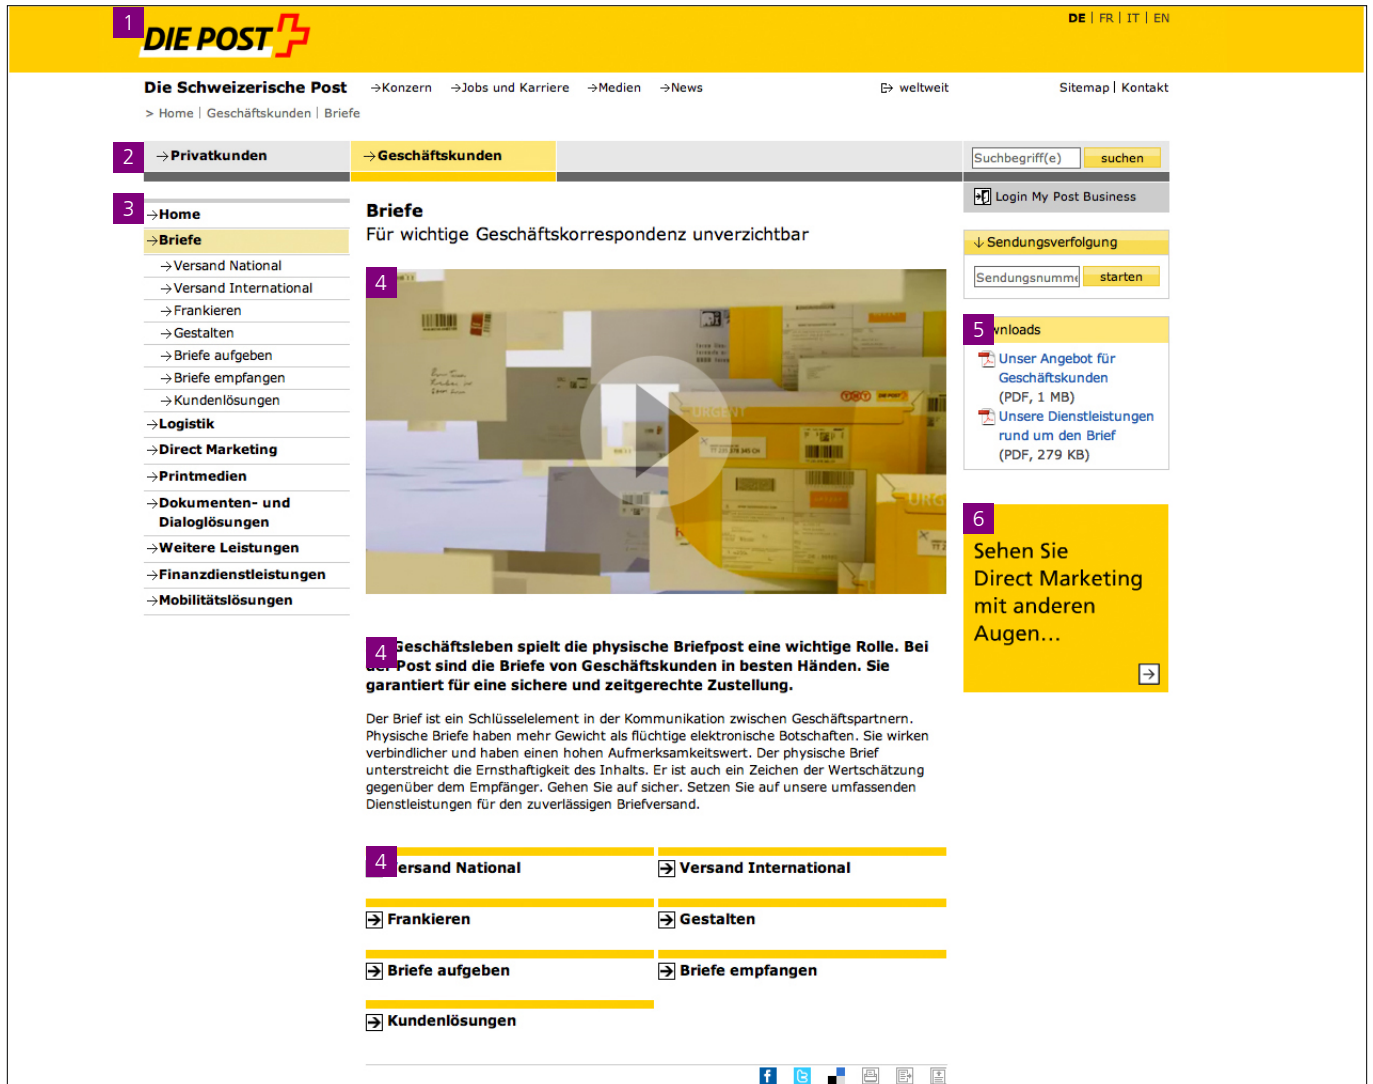 1
DIE POST
DE | FR | IT | EN
Die Schweizerische Post →Konzern →Jobs und Karriere →Medien →News weltweit Sitemap | Kontakt
> Home | Geschäftskunden | Briefe
2 →Privatkunden →Geschäftskunden Suchbegriff(e) suchen
Login My Post Business
3
→Home
→Briefe
→Versand National
→Versand International
→Frankieren
→Gestalten
→Briefe aufgeben
→Briefe empfangen
→Kundenlösungen
→Logistik
→Direct Marketing
→Printmedien
→Dokumenten- und
Dialoglösungen
→Weitere Leistungen
→Finanzdienstleistungen
→Mobilitätslösungen
Briefe
Für wichtige Geschäftskorrespondenz unverzichtbar
4
URGENT
TNT DIE POST
URGENT
4
Geschäftsleben spielt die physische Briefpost eine wichtige Rolle. Bei
der Post sind die Briefe von Geschäftskunden in besten Händen. Sie
garantiert für eine sichere und zeitgerechte Zustellung.
Der Brief ist ein Schlüsselelement in der Kommunikation zwischen Geschäftspartnern.
Physische Briefe haben mehr Gewicht als flüchtige elektronische Botschaften. Sie wirken
verbindlicher und haben einen hohen Aufmerksamkeitswert. Der physische Brief
unterstreicht die Ernsthaftigkeit des Inhalts. Er ist auch ein Zeichen der Wertschätzung
gegenüber dem Empfänger. Gehen Sie auf sicher. Setzen Sie auf unsere umfassenden
Dienstleistungen für den zuverlässigen Briefversand.
4
ersand National → Versand International
→ Frankieren → Gestalten
→ Briefe aufgeben → Briefe empfangen
→ Kundenlösungen
↓ Sendungsverfolgung
Sendungsnumme starten
5
wnloads
Unser Angebot für
Geschäftskunden
(PDF, 1 MB)
Unsere Dienstleistungen
rund um den Brief
(PDF, 279 KB)
6
Sehen Sie
Direct Marketing
mit anderen
Augen...